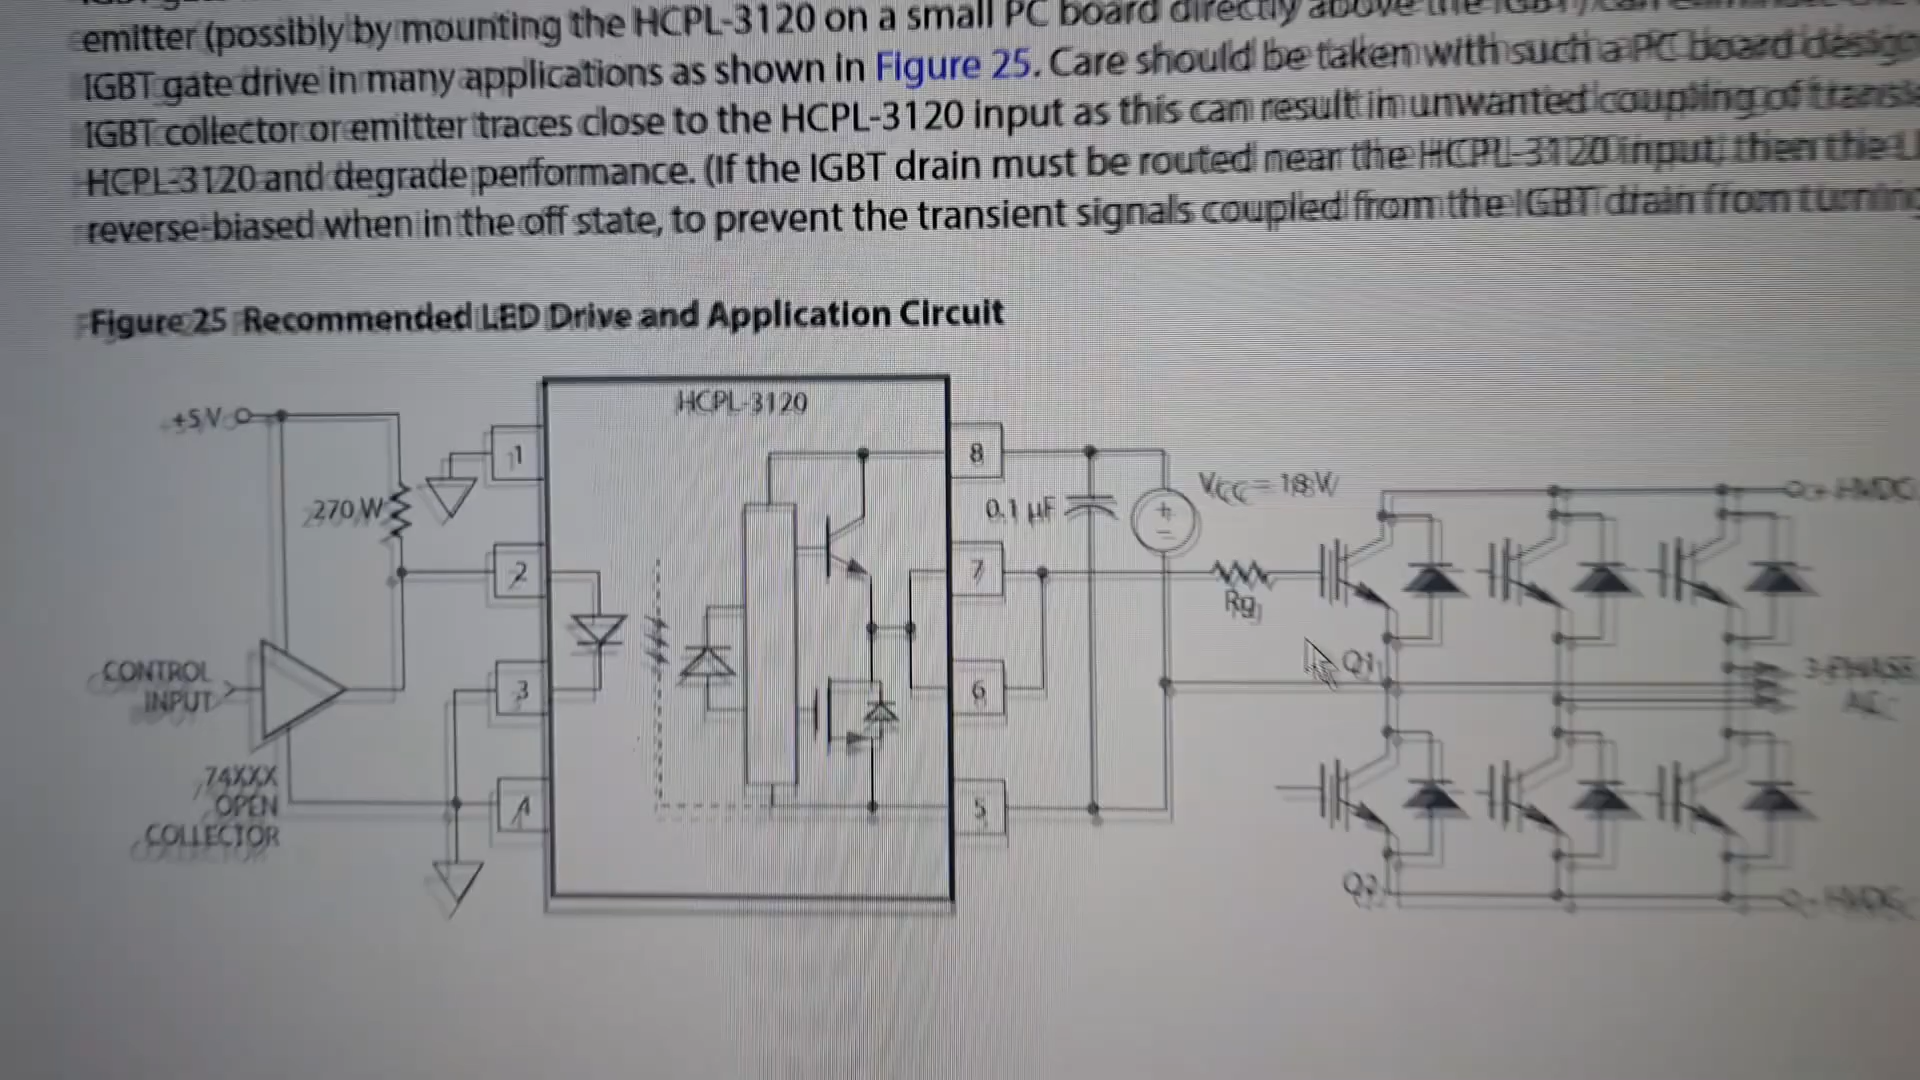 emitter (possibly by mounting the HCPL-3120 on a small PC board directly above the IGBT) can
IGBT gate drive in many applications as shown in Figure 25. Care should be taken with such a PC board design
IGBT collector or emitter traces close to the HCPL-3120 input as this can result in unwanted coupling of
HCPL-3120 and degrade performance. (If the IGBT drain must be routed near the HCPL-3120 input, then the
reverse-biased when in the off state, to prevent the transient signals coupled from the IGBT drain from turning
Figure 25 Recommended LED Drive and Application Circuit
HCPL-3120
+5 V
1
8
270 W
0.1 µF
+
−
VCC = 18 V
+ HVDC
2
7
Rg
CONTROL
INPUT
3
6
Q1
3-PHASE
AC
74XXX
OPEN
COLLECTOR
4
5
Q2
- HVDC